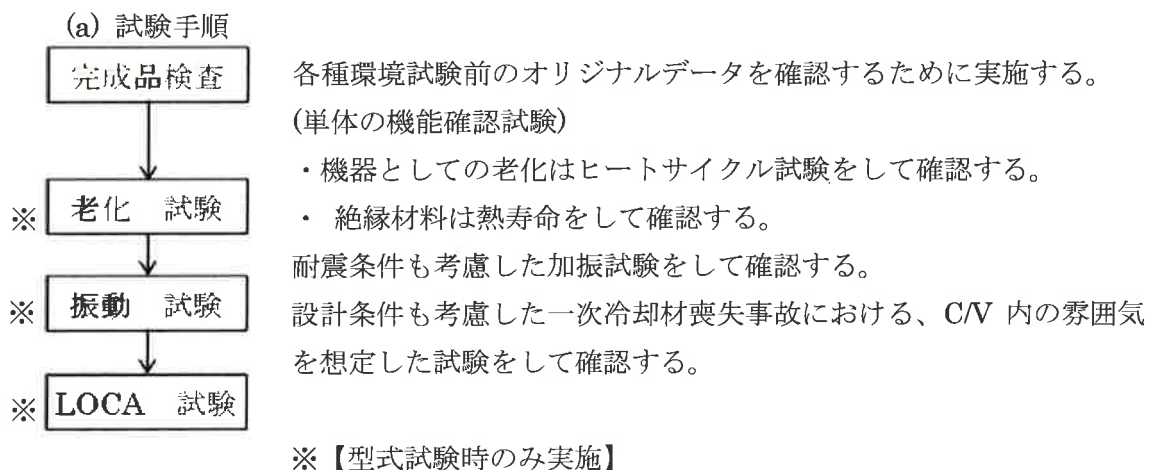 (a) 試験手順
完成品検査
各種環境試験前のオリジナルデータを確認するために実施する。
(単体の機能確認試験)
・機器としての老化はヒートサイクル試験をして確認する。
※ 老化 試験
・ 絶縁材料は熱寿命をして確認する。
耐震条件も考慮した加振試験をして確認する。
※ 振動 試験
設計条件も考慮した一次冷却材喪失事故における、C/V 内の雰囲気
を想定した試験をして確認する。
※ LOCA 試験
※【型式試験時のみ実施】